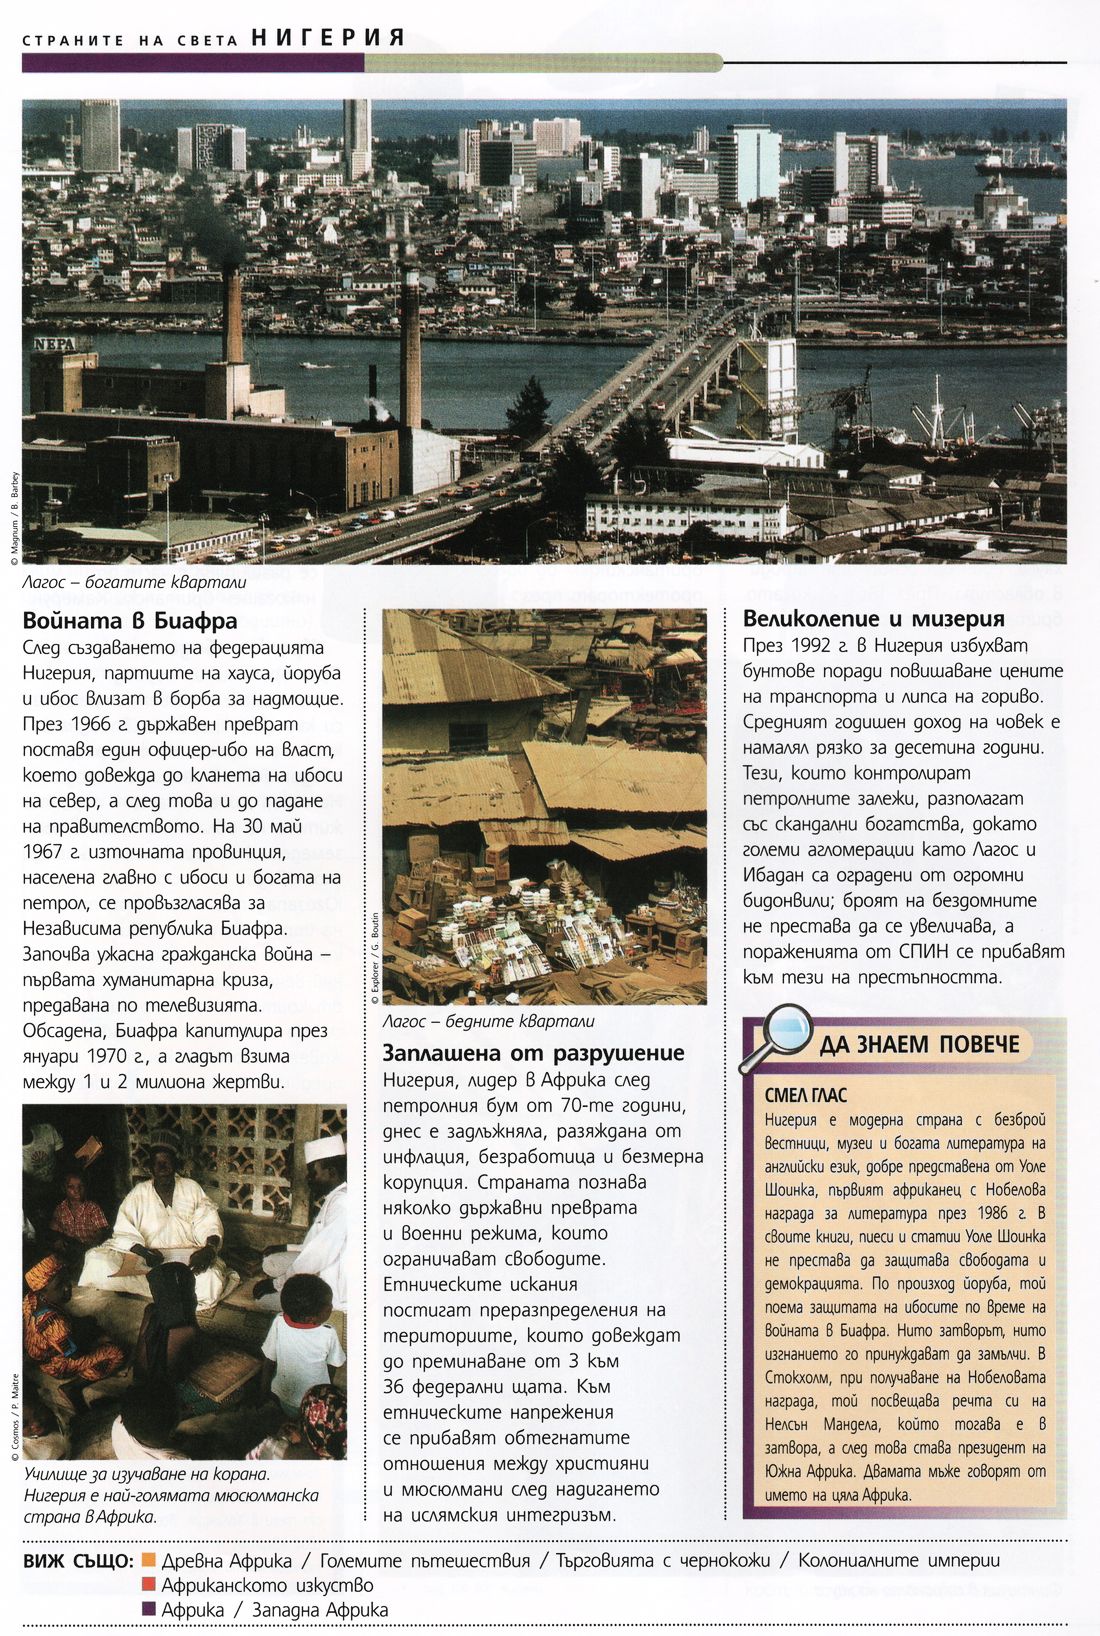 СТРАНИТЕ НА СВЕТА НИГЕРИЯ
NEPA
© Magnum / B. Barbey
Лагос – богатите квартали
Войната в Биафра
След създаването на федерацията
Нигерия, партиите на хауса, йоруба
и ибос влизат в борба за надмощие.
През 1966 г. държавен преврат
поставя един офицер-ибо на власт,
което довежда до кланета на ибоси
на север, а след това и до падане
на правителството. На 30 май
1967 г. източната провинция,
населена главно с ибоси и богата на
петрол, се провъзгласява за
Независима република Биафра.
Започва ужасна гражданска война –
първата хуманитарна криза,
предавана по телевизията.
Обсадена, Биафра капитулира през
януари 1970 г., а гладът взима
между 1 и 2 милиона жертви.
© Cosmos / P. Maitre
Училище за изучаване на корана.
Нигерия е най-голямата мюсюлманска
страна в Африка.
© Explorer / G. Boutin
Лагос – бедните квартали
Заплашена от разрушение
Нигерия, лидер в Африка след
петролния бум от 70-те години,
днес е задлъжняла, разяждана от
инфлация, безработица и безмерна
корупция. Страната познава
няколко държавни преврата
и военни режима, които
ограничават свободите.
Етническите искания
постигат преразпределения на
териториите, които довеждат
до преминаване от 3 към
36 федерални щата. Към
етническите напрежения
се прибавят обтегнатите
отношения между християни
и мюсюлмани след надигането
на ислямския интегризъм.
Великолепие и мизерия
През 1992 г. в Нигерия избухват
бунтове поради повишаване цените
на транспорта и липса на гориво.
Средният годишен доход на човек е
намалял рязко за десетина години.
Тези, които контролират
петролните залежи, разполагат
със скандални богатства, докато
големи агломерации като Лагос и
Ибадан са оградени от огромни
бидонвили; броят на бездомните
не престава да се увеличава, а
пораженията от СПИН се прибавят
към тези на престъпността.
ДА ЗНАЕМ ПОВЕЧЕ
СМЕЛ ГЛАС
Нигерия е модерна страна с безброй
вестници, музеи и богата литература на
английски език, добре представена от Уоле
Шоинка, първият африканец с Нобелова
награда за литература през 1986 г. В
своите книги, пиеси и статии Уоле Шоинка
не престава да защитава свободата и
демокрацията. По произход йоруба, той
поема защитата на ибосите по време на
войната в Биафра. Нито затворът, нито
изгнанието го принуждават да замълчи. В
Стокхолм, при получаване на Нобеловата
награда, той посвещава речта си на
Нелсън Мандела, който тогава е в
затвора, а след това става президент на
Южна Африка. Двамата мъже говорят от
името на цяла Африка.
ВИЖ СЪЩО: Древна Африка / Големите пътешествия / Търговията с чернокожи / Колониалните империи
Африканското изкуство
Африка / Западна Африка